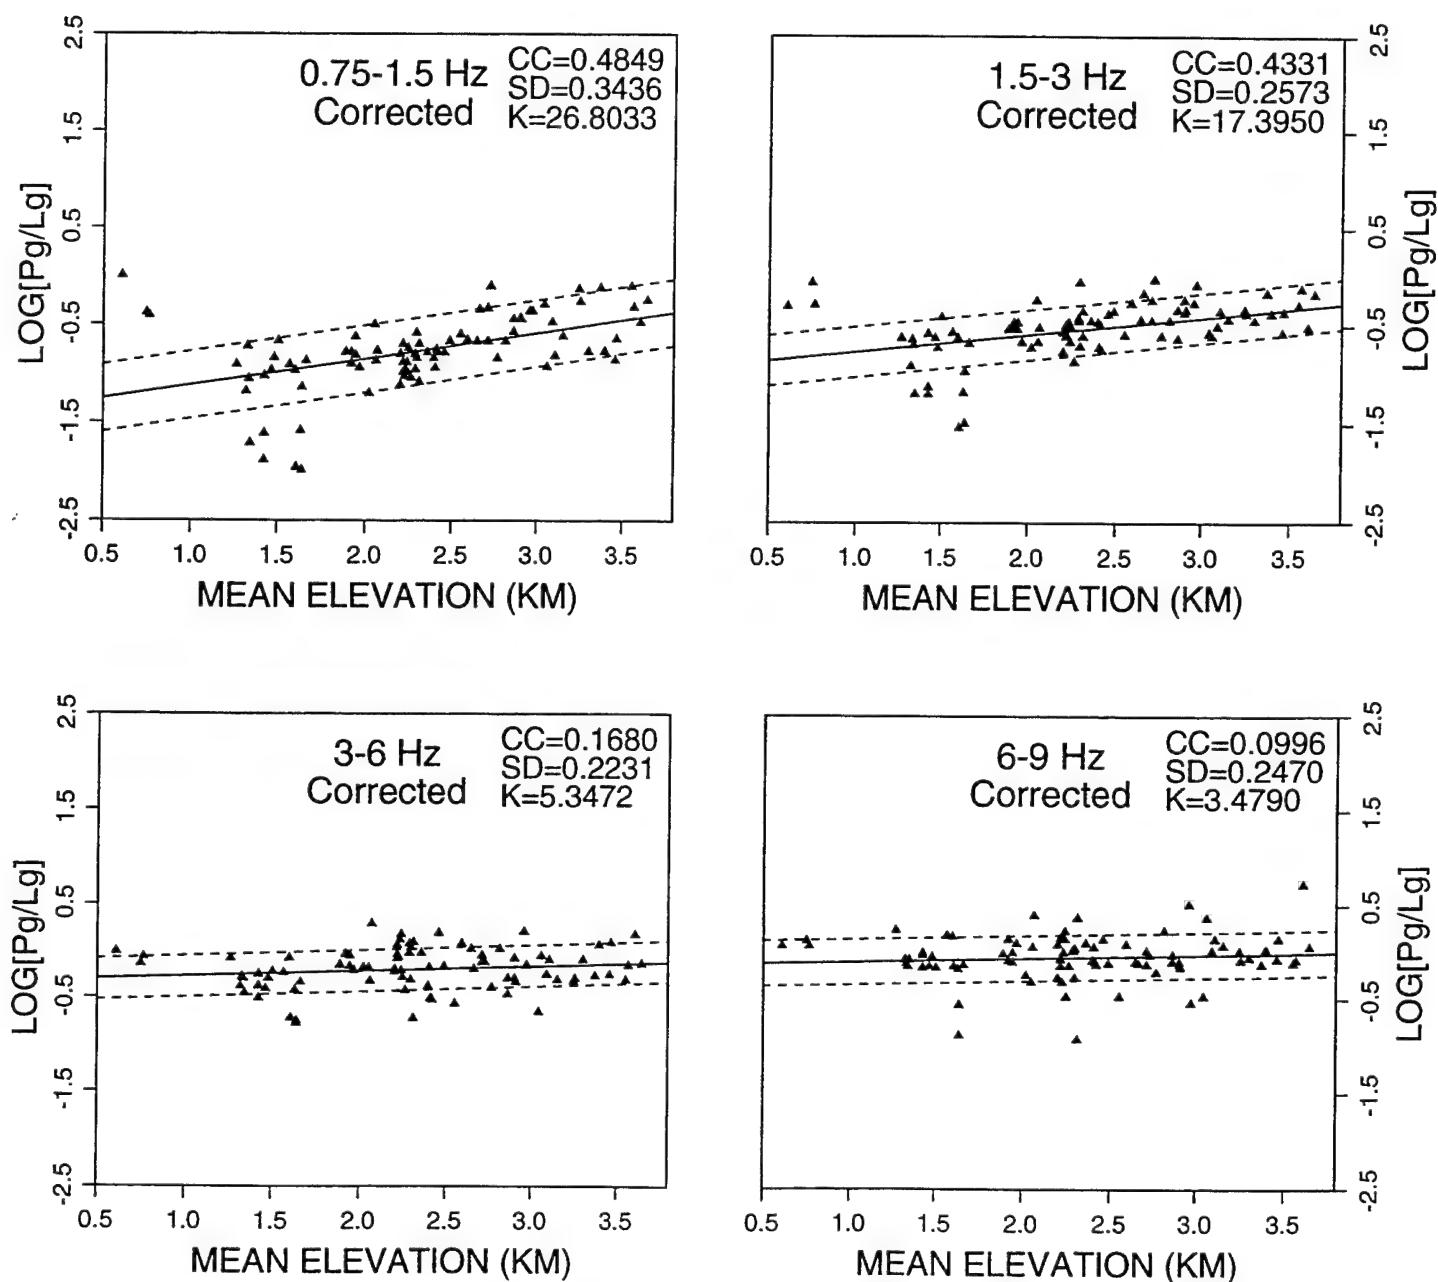 0.75-1.5 Hz
Corrected
CC=0.4849
SD=0.3436
K=26.8033
LOG[Pg/Lg]
2.5
1.5
0.5
-0.5
-1.5
-2.5
0.5 1.0 1.5 2.0 2.5 3.0 3.5
MEAN ELEVATION (KM)
1.5-3 Hz
Corrected
CC=0.4331
SD=0.2573
K=17.3950
2.5
1.5
0.5
-0.5
-1.5
-2.5
LOG[Pg/Lg]
0.5 1.0 1.5 2.0 2.5 3.0 3.5
MEAN ELEVATION (KM)
3-6 Hz
Corrected
CC=0.1680
SD=0.2231
K=5.3472
LOG[Pg/Lg]
2.5
1.5
0.5
-0.5
-1.5
-2.5
0.5 1.0 1.5 2.0 2.5 3.0 3.5
MEAN ELEVATION (KM)
6-9 Hz
Corrected
CC=0.0996
SD=0.2470
K=3.4790
2.5
1.5
0.5
-0.5
-1.5
-2.5
LOG[Pg/Lg]
0.5 1.0 1.5 2.0 2.5 3.0 3.5
MEAN ELEVATION (KM)